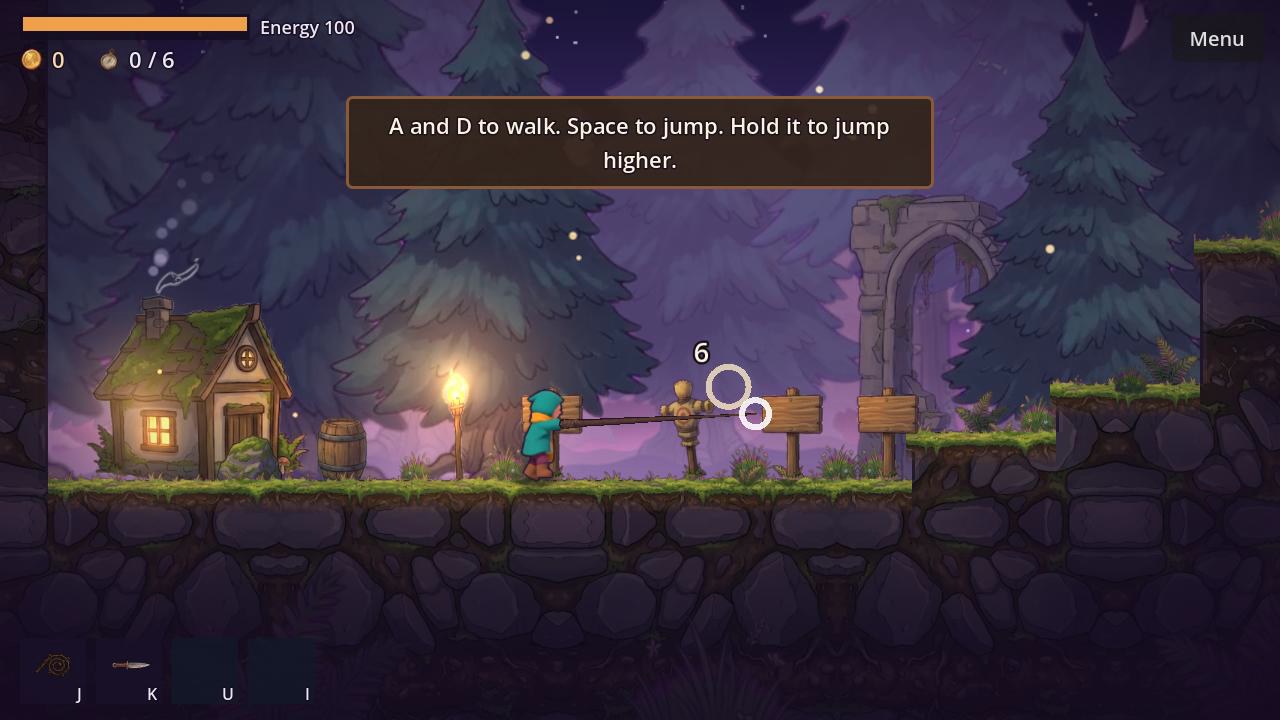 Energy 100
Menu
0
0 / 6
A and D to walk. Space to jump. Hold it to jump
higher.
6
J
K
U
I